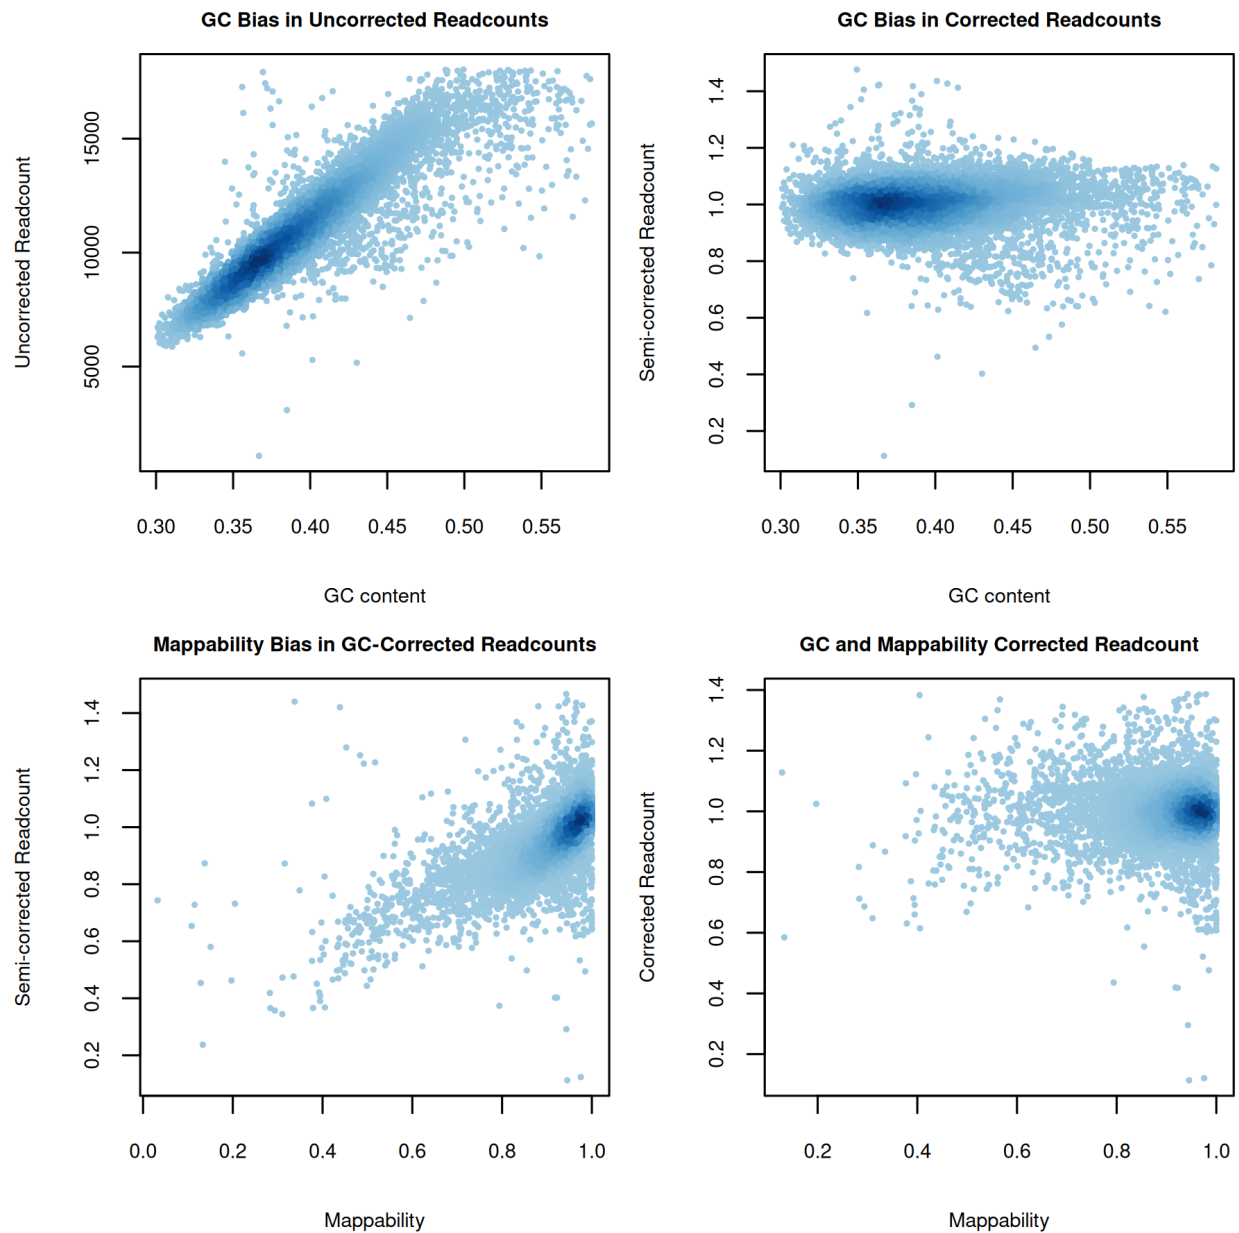 GC Bias in Uncorrected Readcounts
Uncorrected Readcount
15000
10000
5000
0.30 0.35 0.40 0.45 0.50 0.55
GC content
GC Bias in Corrected Readcounts
Semi-corrected Readcount
1.4
1.2
1.0
0.8
0.6
0.4
0.2
0.30 0.35 0.40 0.45 0.50 0.55
GC content
Mappability Bias in GC-Corrected Readcounts
Semi-corrected Readcount
1.4
1.2
1.0
0.8
0.6
0.4
0.2
0.0 0.2 0.4 0.6 0.8 1.0
Mappability
GC and Mappability Corrected Readcount
Corrected Readcount
1.4
1.2
1.0
0.8
0.6
0.4
0.2
0.2 0.4 0.6 0.8 1.0
Mappability